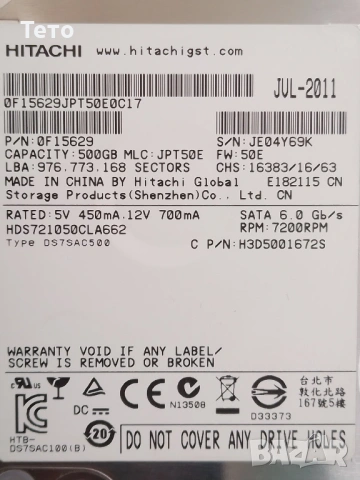 Teto
HITACHI www.hitachigst.com
JUL-2011
0F15629JPT50E0C17
P/N:0F15629 S/N:JE04Y69K
CAPACITY:500GB MLC:JPT50E FW:50E
LBA:976,773,168 SECTORS CHS:16383/16/63
MADE IN CHINA BY Hitachi Global E182115 CN
Storage Products(Shenzhen)Co., Ltd. CN
RATED:5V 450mA,12V 700mA SATA 6.0 Gb/s
HDS721050CLA662 RPM:7200RPM
Type DS7SAC500 C P/N:H3D5001672S
WARRANTY VOID IF ANY LABEL/
SCREW REMOVED OR BROKEN
DC
N13508
D33373
台北市
敦化北路
167號5樓
20
HTB-
DS7SAC100(B)
DO NOT COVER ANY DRIVE HOLES
bazar